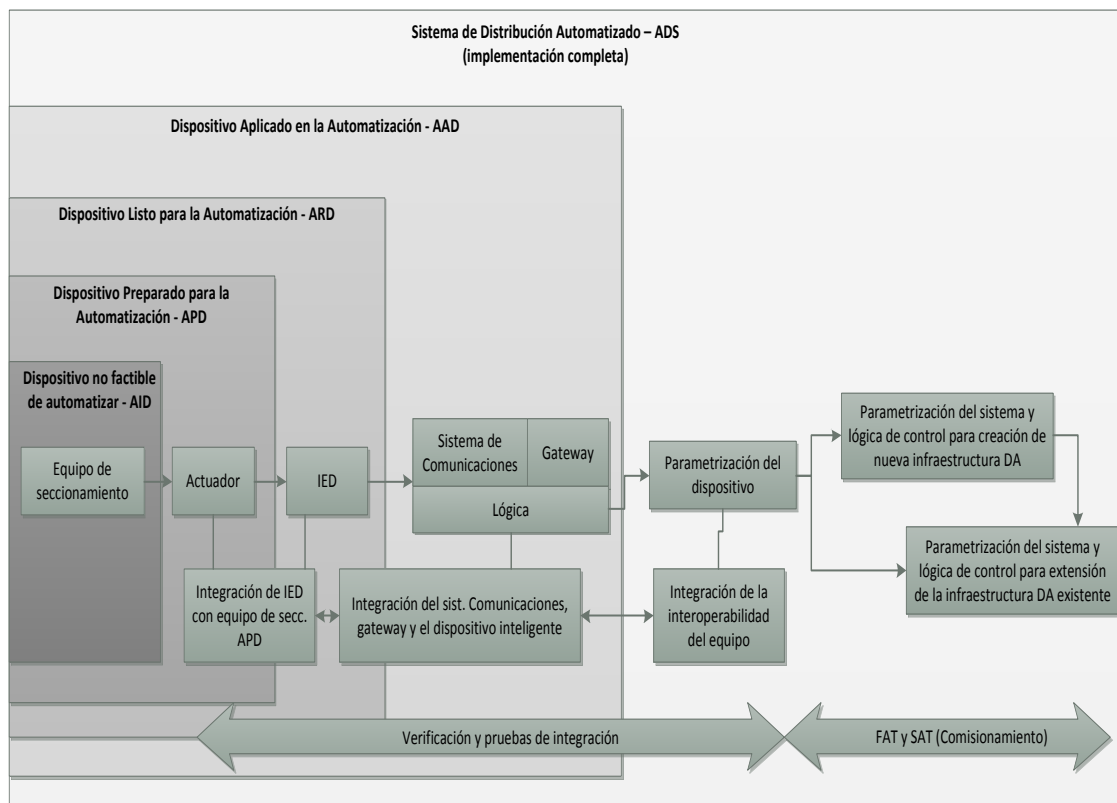 Sistema de Distribución Automatizado – ADS
(implementación completa)
Dispositivo Aplicado en la Automatización - AAD
Dispositivo Listo para la Automatización - ARD
Dispositivo Preparado para la
Automatización - APD
Dispositivo no factible
de automatizar - AID
Equipo de
seccionamiento
Actuador
IED
Sistema de
Comunicaciones
Gateway
Lógica
Parametrización del
dispositivo
Parametrización del sistema y
lógica de control para creación de
nueva infraestructura DA
Parametrización del sistema y
lógica de control para extensión
de la infraestructura DA existente
Integración de IED
con equipo de secc.
APD
Integración del sist. Comunicaciones,
gateway y el dispositivo inteligente
Integración de la
interoperabilidad
del equipo
Verificación y pruebas de integración
FAT y SAT (Comisionamiento)